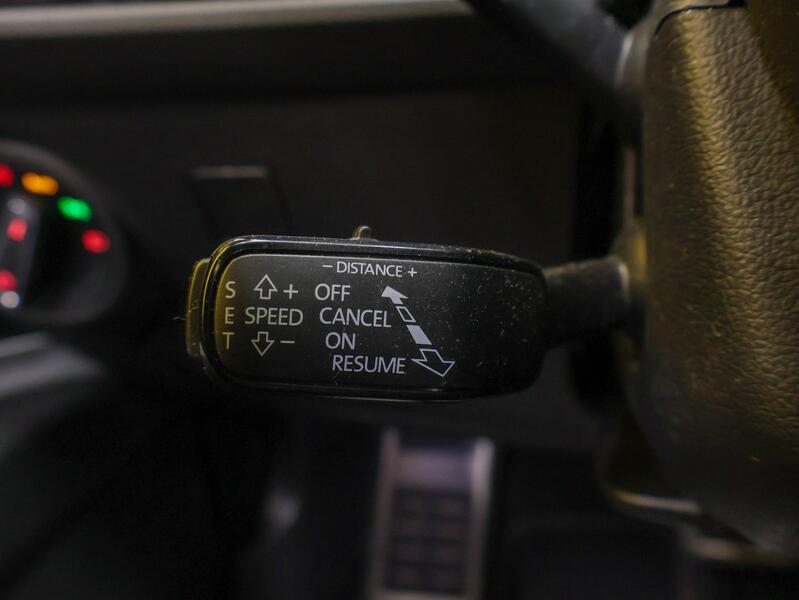 - DISTANCE +
S + OFF
E SPEED CANCEL
T - ON
RESUME